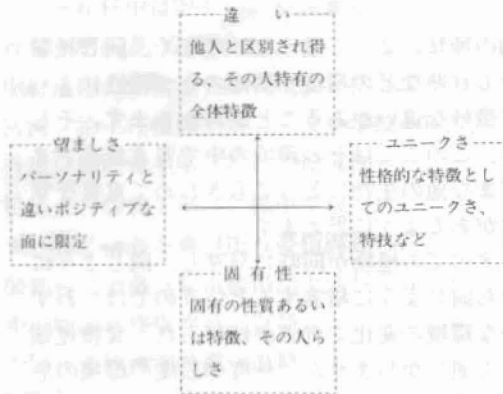 違い
他人と区別され得
る、その人特有の
全体特徴
望ましさ
パーソナリティと
違いポジティブな
面に限定
ユニークさ
性格的な特徴とし
てのユニークさ、
特技など
固有性
固有の性質あるい
は特徴、その人ら
しさ